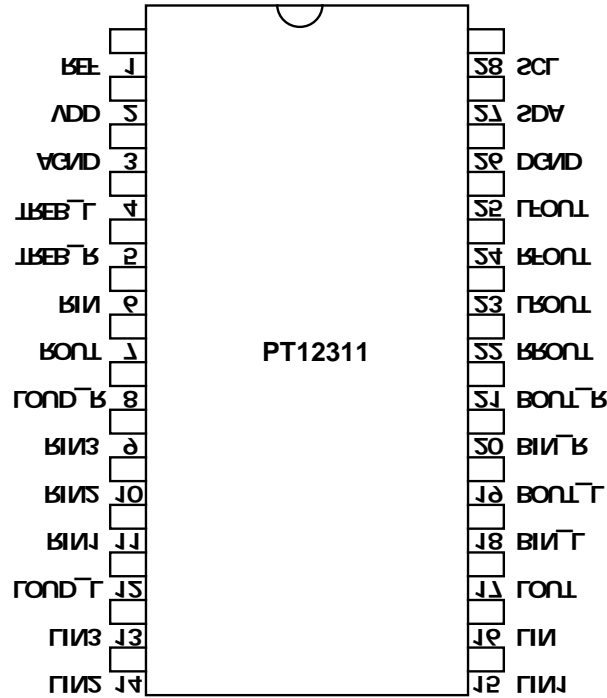 REF 1 28 SCL
VDD 2 27 SDA
AGND 3 26 DGND
TREB_L 4 25 LFOUT
TREB_R 5 24 RFOUT
RIN 6 23 LROUT
ROUT 7 22 RROUT
PT12311
LOUD_R 8 21 BOUT_R
RIN3 9 20 BIN_R
RIN2 10 19 BOUT_L
RIN1 11 18 BIN_L
LOUD_L 12 17 LOUT
LIN3 13 16 LIN
LIN2 14 15 LIN1